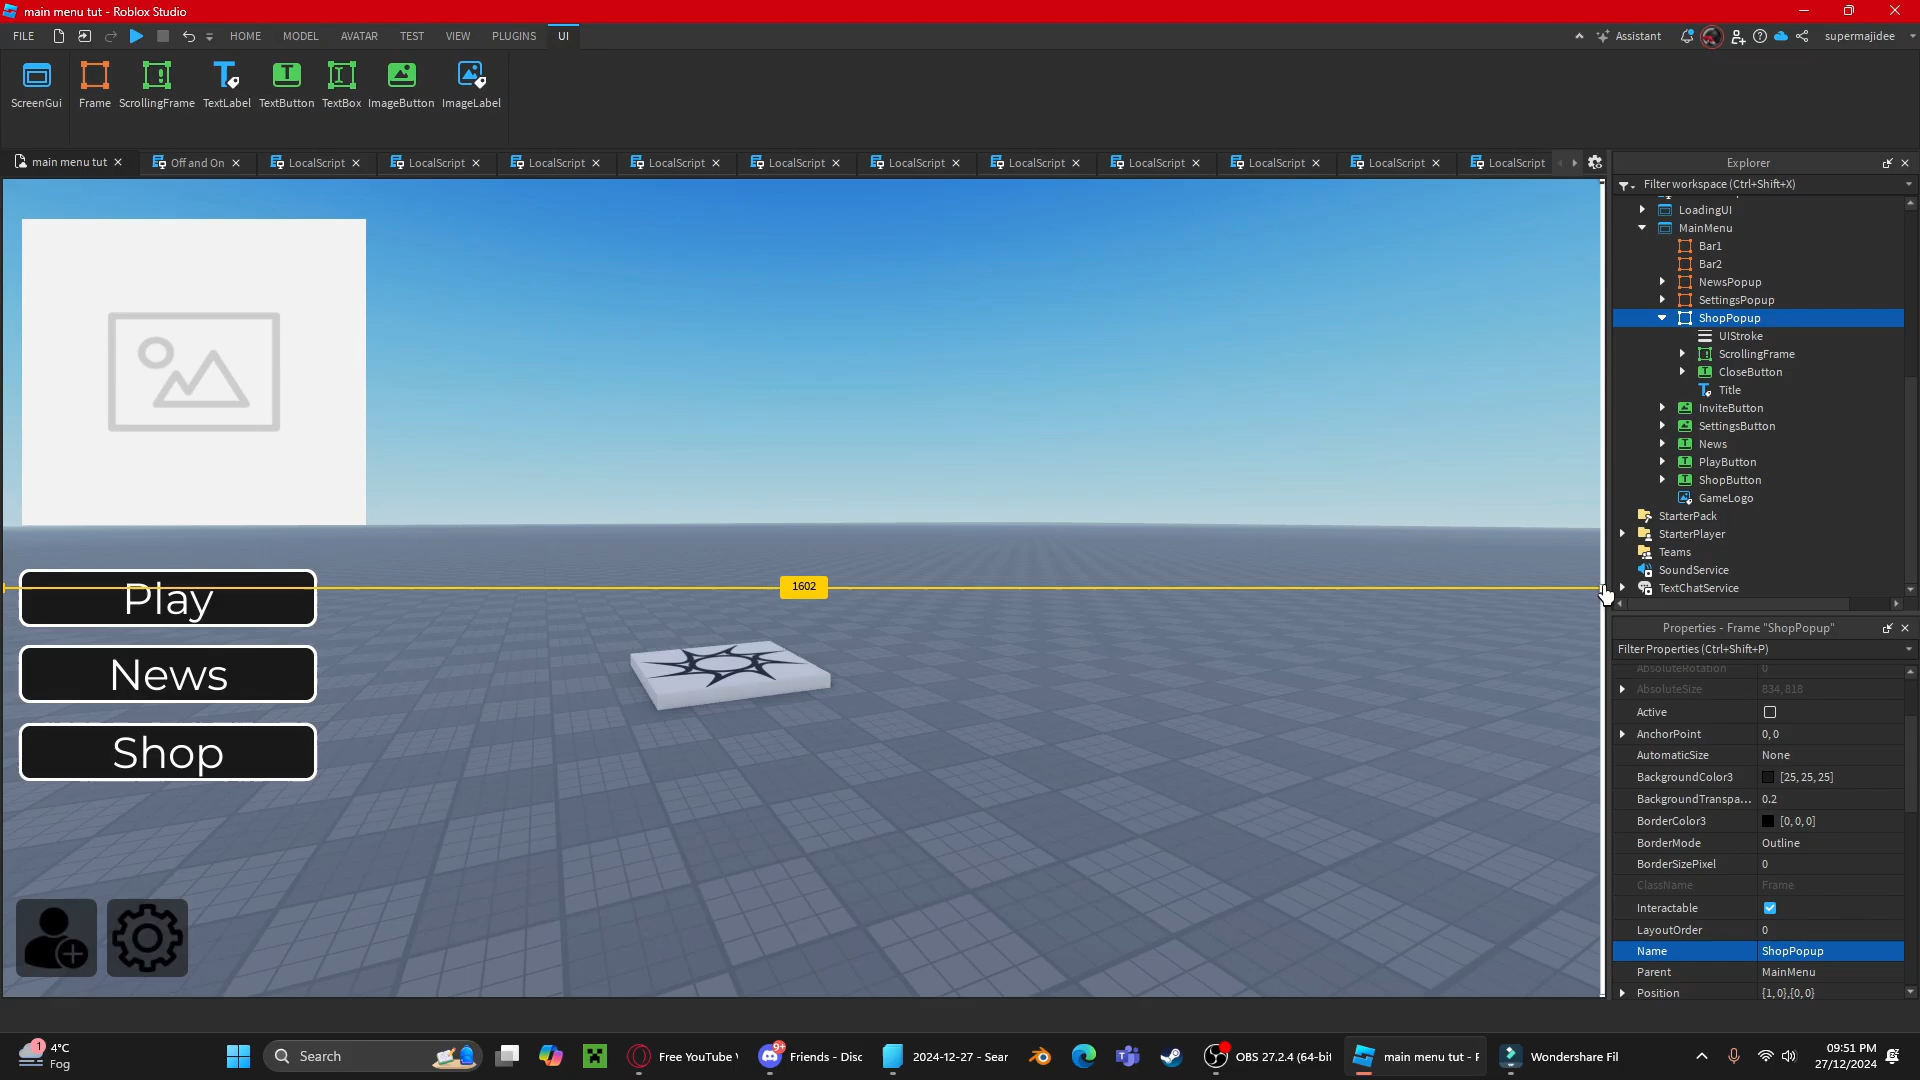 main menu tut - Roblox Studio
FILE HOME MODEL AVATAR TEST VIEW PLUGINS UI Assistant supermajidee
ScreenGui Frame ScrollingFrame TextLabel TextButton TextBox ImageButton ImageLabel
main menu tut Off and On LocalScript LocalScript LocalScript LocalScript LocalScript LocalScript LocalScript LocalScript LocalScript LocalScript LocalScript
Explorer
Filter workspace (Ctrl+Shift+X)
LoadingUI
MainMenu
Bar1
Bar2
NewsPopup
SettingsPopup
ShopPopup
UIStroke
ScrollingFrame
CloseButton
Title
InviteButton
SettingsButton
News
PlayButton
ShopButton
GameLogo
StarterPack
StarterPlayer
Teams
SoundService
TextChatService
1602
Play
News
Shop
Properties - Frame "ShopPopup"
Filter Properties (Ctrl+Shift+P)
AbsoluteRotation 0
AbsoluteSize 834, 818
Active
AnchorPoint 0, 0
AutomaticSize None
BackgroundColor3 [25, 25, 25]
BackgroundTranspa... 0.2
BorderColor3 [0, 0, 0]
BorderMode Outline
BorderSizePixel 0
ClassName Frame
Interactable
LayoutOrder 0
Name ShopPopup
Parent MainMenu
Position {1, 0},{0, 0}
1 4°C
Fog
Search
Free YouTube
9+ Friends - Disc
2024-12-27 - Sear
OBS 27.2.4 (64-bit
main menu tut - F
Wondershare Fil
09:51 PM
27/12/2024